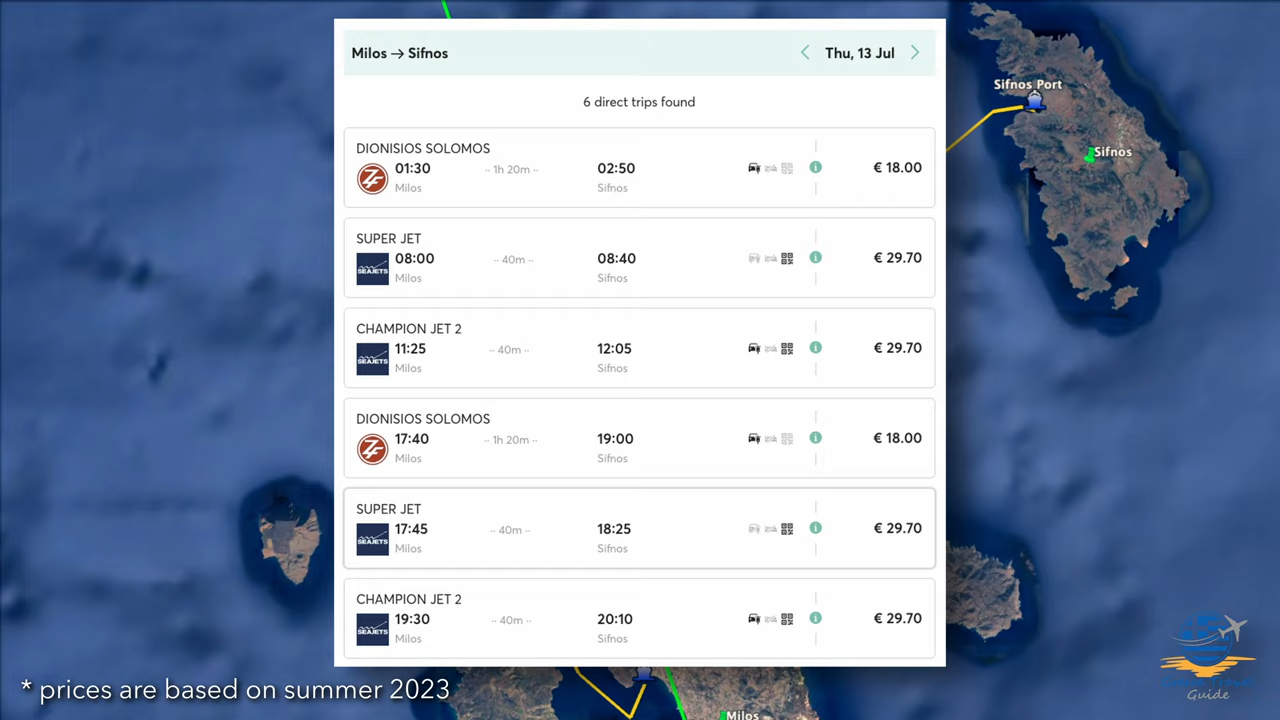 Milos → Sifnos
Thu, 13 Jul
6 direct trips found
DIONISIOS SOLOMOS
01:30 ·· 1h 20m ·· 02:50 € 18.00
Milos Sifnos
SUPER JET
SEAJETS 08:00 ·· 40m ·· 08:40 € 29.70
Milos Sifnos
CHAMPION JET 2
SEAJETS 11:25 ·· 40m ·· 12:05 € 29.70
Milos Sifnos
DIONISIOS SOLOMOS
17:40 ·· 1h 20m ·· 19:00 € 18.00
Milos Sifnos
SUPER JET
SEAJETS 17:45 ·· 40m ·· 18:25 € 29.70
Milos Sifnos
CHAMPION JET 2
SEAJETS 19:30 ·· 40m ·· 20:10 € 29.70
Milos Sifnos
Sifnos Port
Sifnos
Milos
* prices are based on summer 2023
Guide